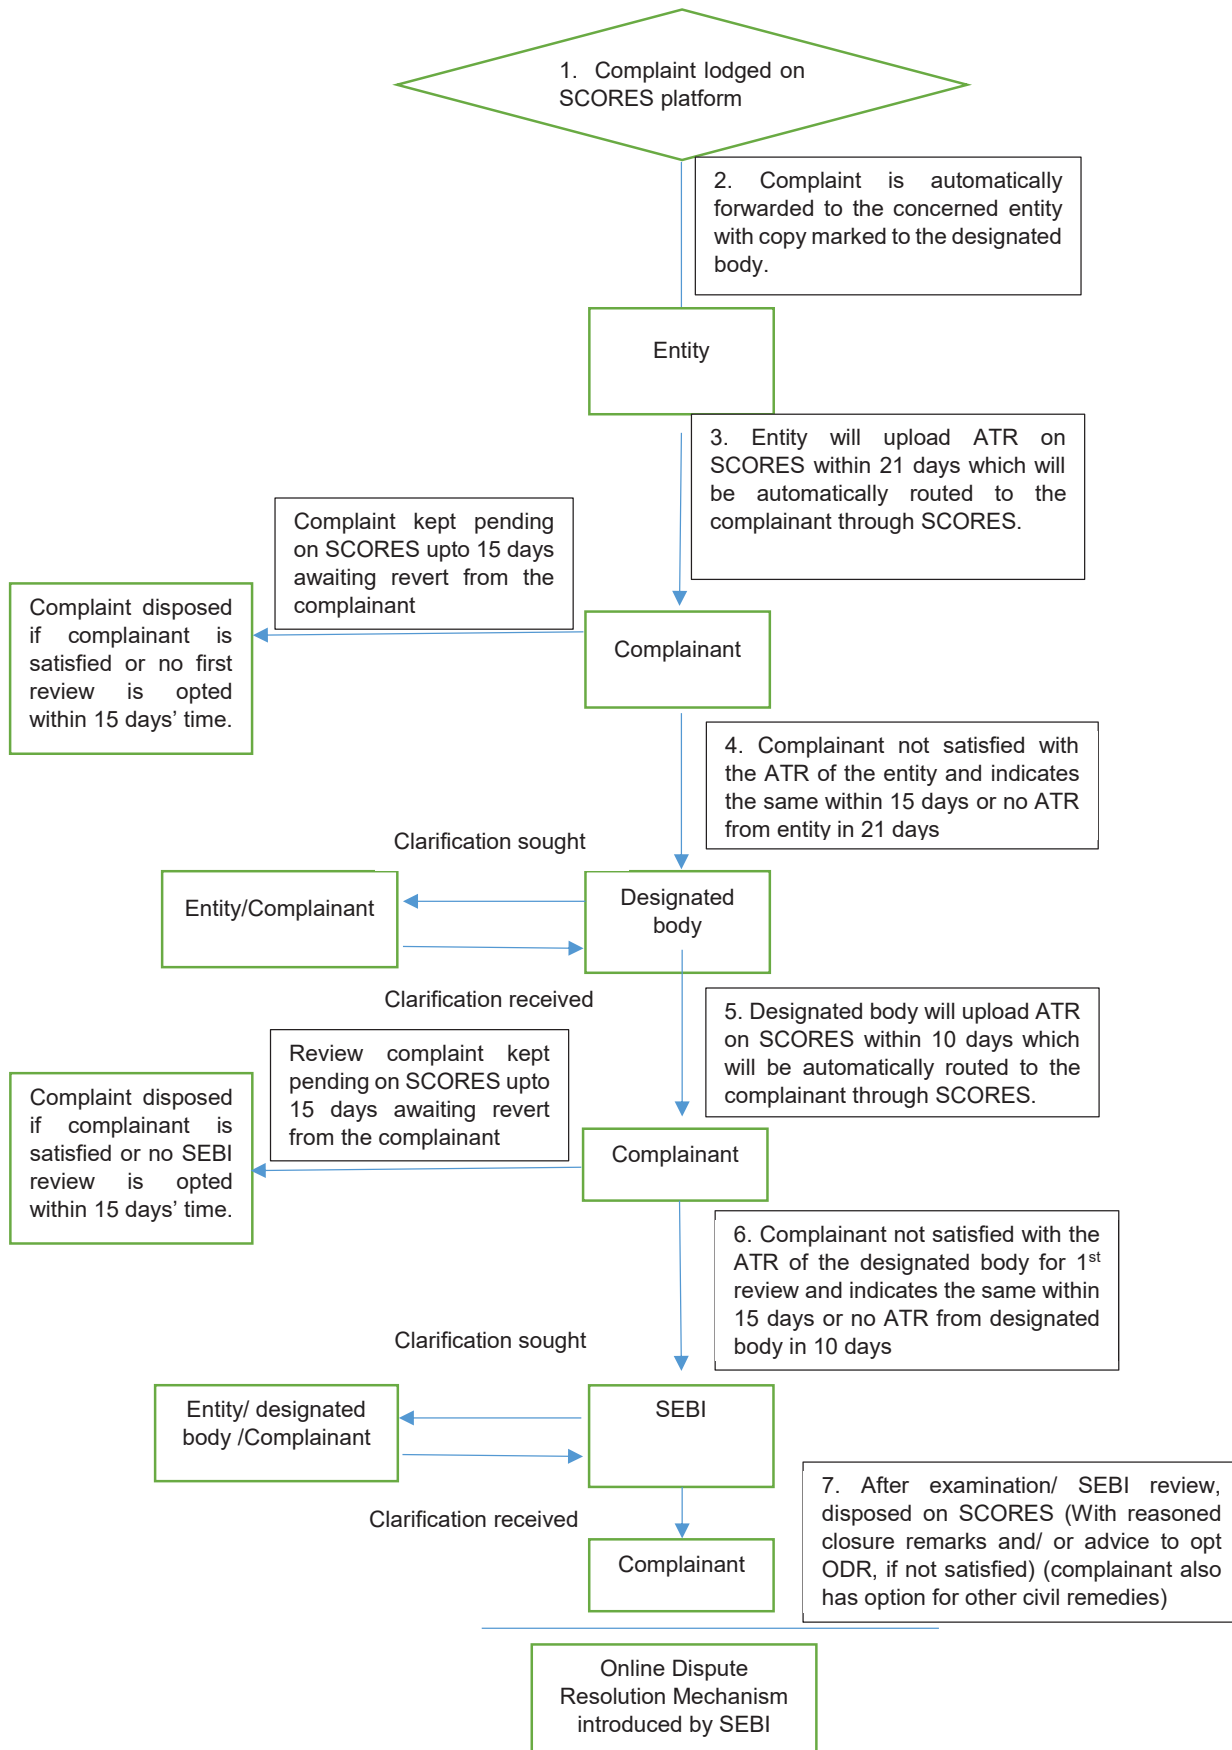 1. Complaint lodged on
SCORES platform
2. Complaint is automatically
forwarded to the concerned entity
with copy marked to the designated
body.
Entity
3. Entity will upload ATR on
SCORES within 21 days which will
be automatically routed to the
complainant through SCORES.
Complaint kept pending
on SCORES upto 15 days
awaiting revert from the
complainant
Complaint disposed
if complainant is
satisfied or no first
review is opted
within 15 days’ time.
Complainant
4. Complainant not satisfied with
the ATR of the entity and indicates
the same within 15 days or no ATR
from entity in 21 days
Clarification sought
Entity/Complainant
Designated
body
Clarification received
5. Designated body will upload ATR
on SCORES within 10 days which
will be automatically routed to the
complainant through SCORES.
Review complaint kept
pending on SCORES upto
15 days awaiting revert
from the complainant
Complaint disposed
if complainant is
satisfied or no SEBI
review is opted
within 15 days’ time.
Complainant
6. Complainant not satisfied with the
ATR of the designated body for 1st
review and indicates the same within
15 days or no ATR from designated
body in 10 days
Clarification sought
Entity/ designated
body /Complainant
SEBI
Clarification received
7. After examination/ SEBI review,
disposed on SCORES (With reasoned
closure remarks and/ or advice to opt
ODR, if not satisfied) (complainant also
has option for other civil remedies)
Complainant
Online Dispute
Resolution Mechanism
introduced by SEBI